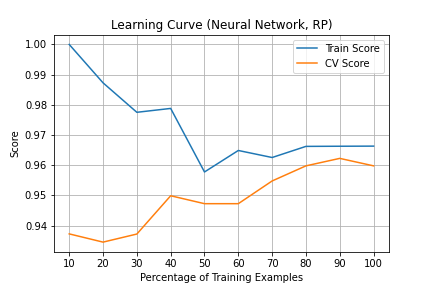 Learning Curve (Neural Network, RP)
Train Score
CV Score
1.00
0.99
0.98
0.97
0.96
0.95
0.94
Score
10 20 30 40 50 60 70 80 90 100
Percentage of Training Examples